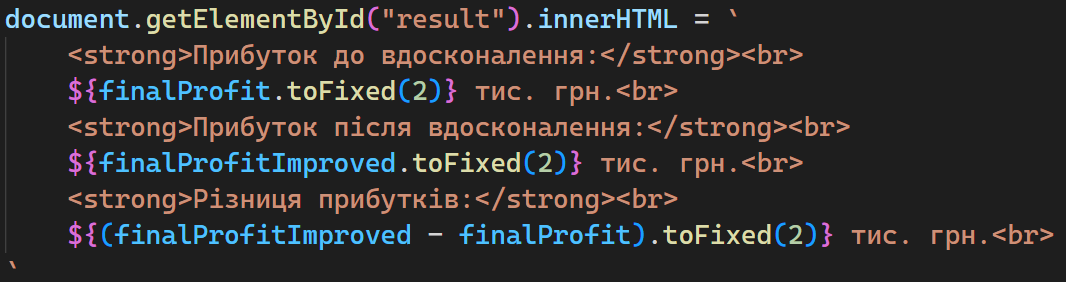 document.getElementById("result").innerHTML = `
<strong>Прибуток до вдосконалення:</strong><br>
${finalProfit.toFixed(2)} тис. грн.<br>
<strong>Прибуток після вдосконалення:</strong><br>
${finalProfitImproved.toFixed(2)} тис. грн.<br>
<strong>Різниця прибутків:</strong><br>
${(finalProfitImproved - finalProfit).toFixed(2)} тис. грн.<br>
`